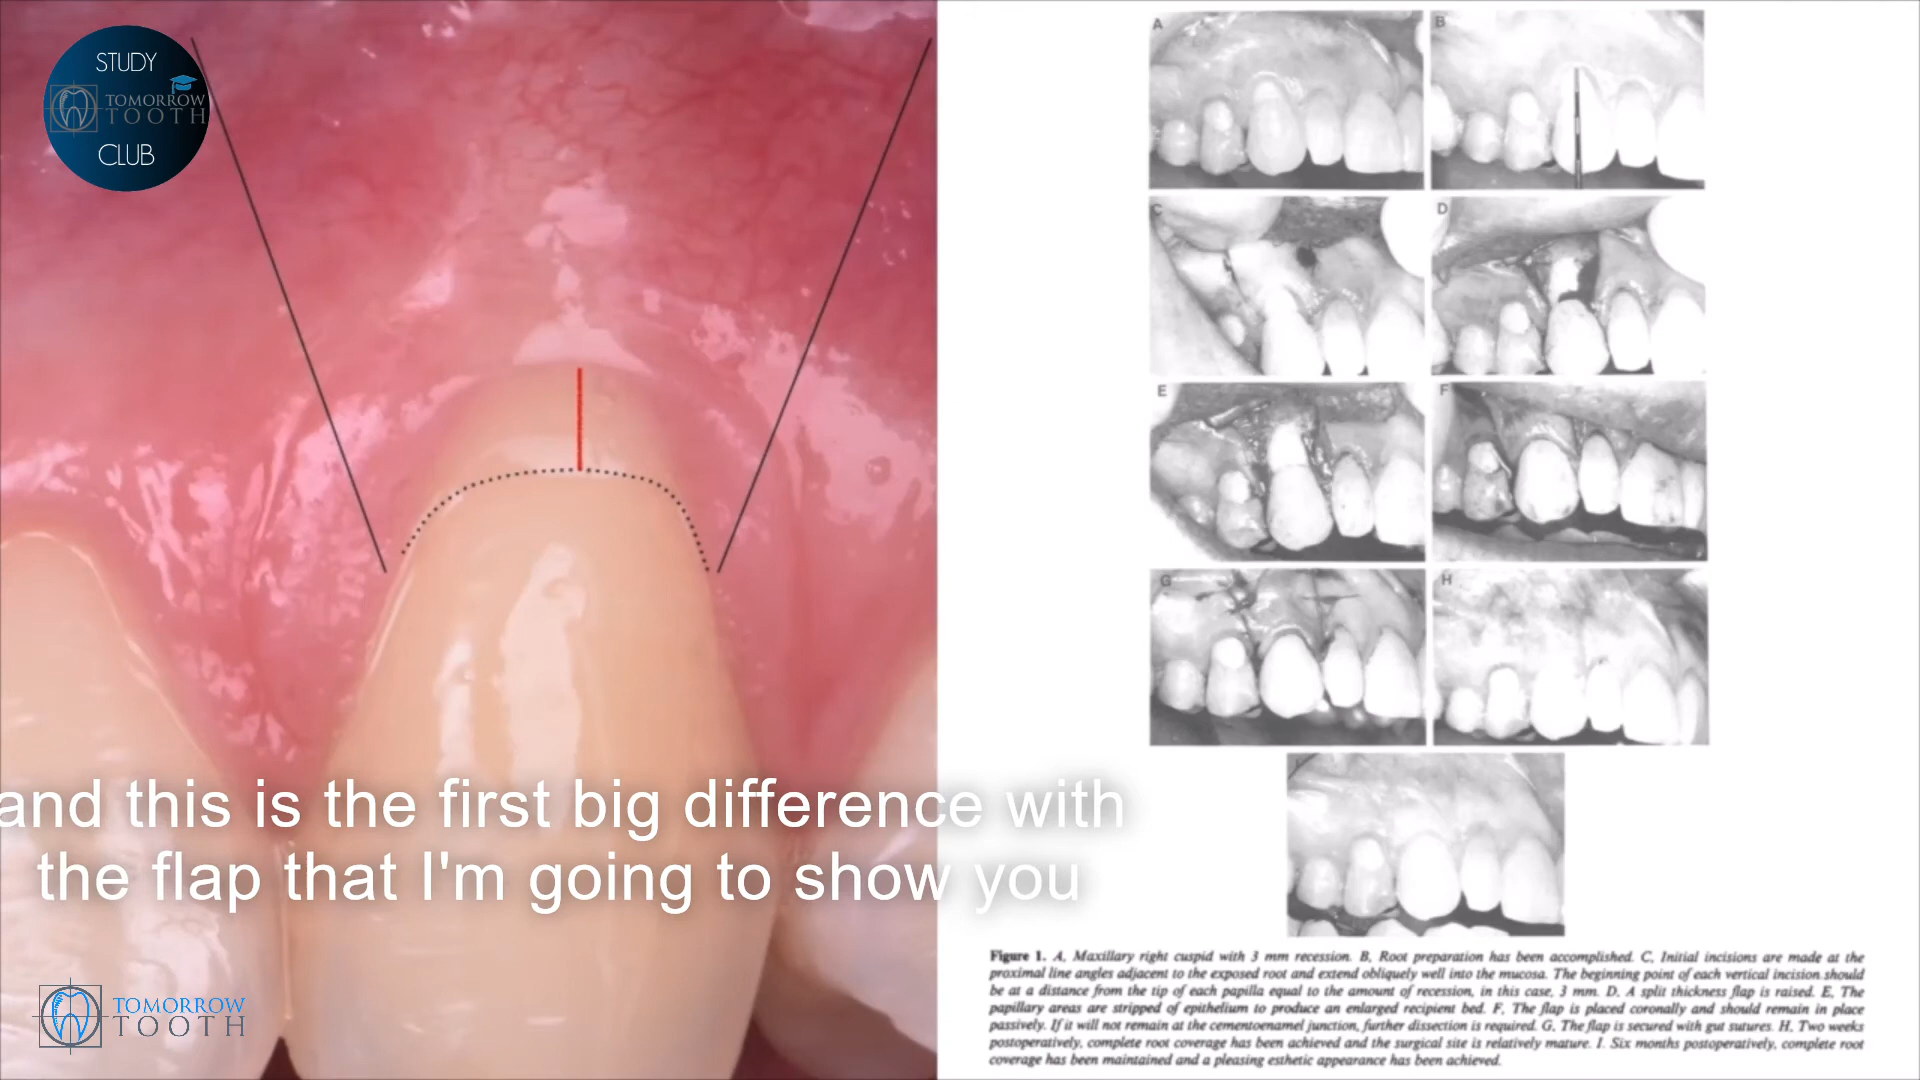 STUDY
TOMORROW
TOOTH
CLUB
A
B
C
D
E
F
G
H
and this is the first big difference with
the flap that I'm going to show you
Figure 1. A, Maxillary right cuspid with 3 mm recession. B, Root preparation has been accomplished. C, Initial incisions are made at the
proximal line angles adjacent to the exposed root and extend obliquely well into the mucosa. The beginning point of each vertical incision should
be at a distance from the tip of each papilla equal to the amount of recession, in this case, 3 mm. D, A split thickness flap is raised. E, The
papillary areas are stripped of epithelium to produce an enlarged recipient bed. F, The flap is placed coronally and should remain in place
passively. If it will not remain at the cementoenamel junction, further dissection is required. G, The flap is secured with gut sutures. H, Two weeks
postoperatively, complete root coverage has been achieved and the surgical site is relatively mature. I. Six months postoperatively, complete root
coverage has been maintained and a pleasing esthetic appearance has been achieved.
TOMORROW
TOOTH